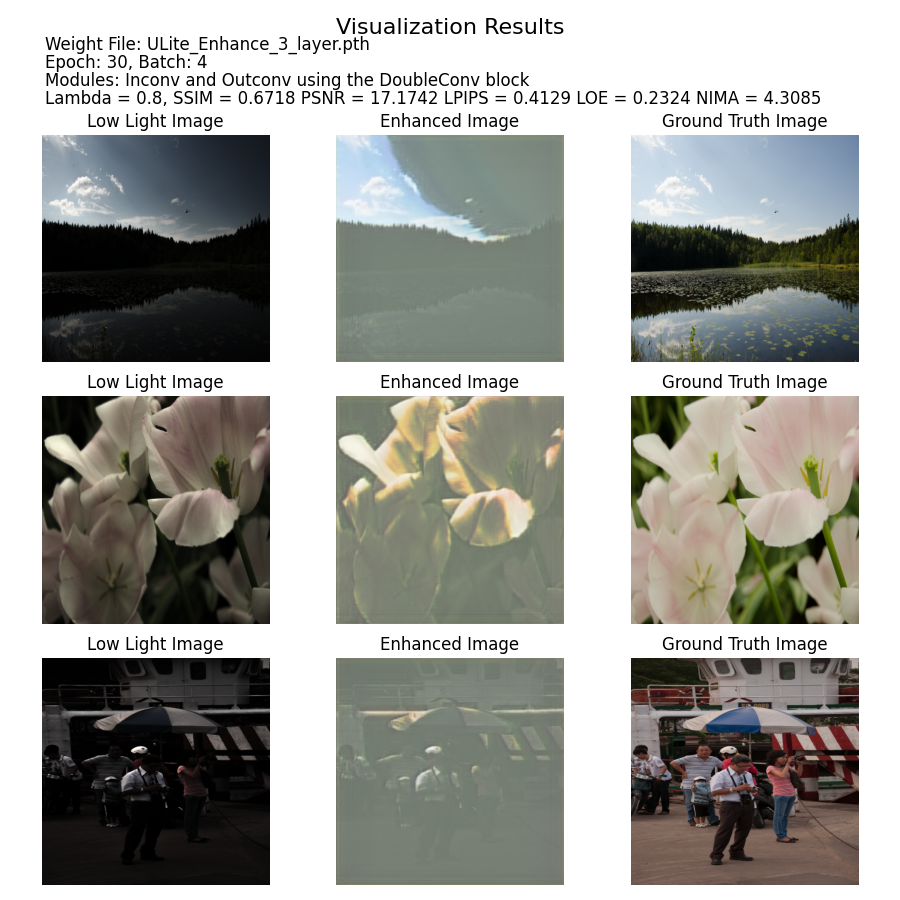 Visualization Results
Weight File: ULite_Enhance_3_layer.pth
Epoch: 30, Batch: 4
Modules: Inconv and Outconv using the DoubleConv block
Lambda = 0.8, SSIM = 0.6718 PSNR = 17.1742 LPIPS = 0.4129 LOE = 0.2324 NIMA = 4.3085
Low Light Image
Enhanced Image
Ground Truth Image
Low Light Image
Enhanced Image
Ground Truth Image
Low Light Image
Enhanced Image
Ground Truth Image